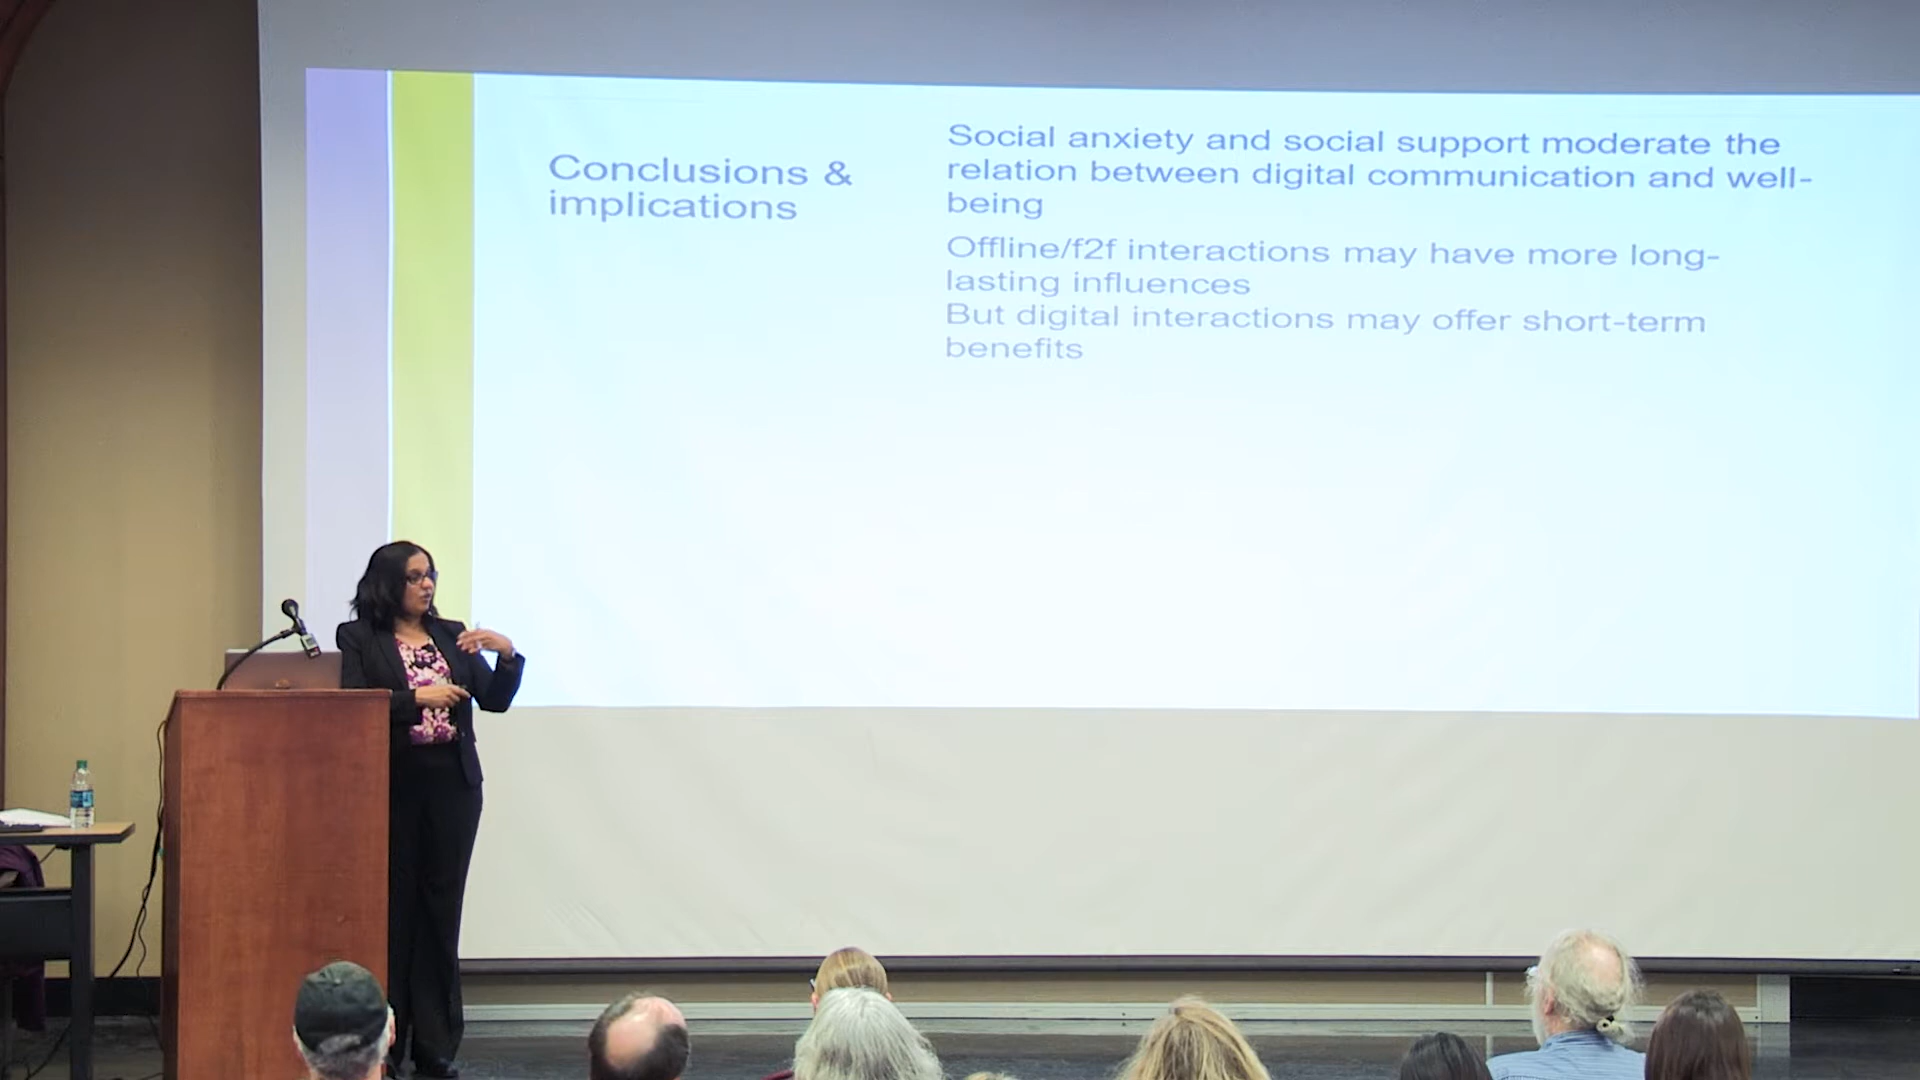 Conclusions &
implications
Social anxiety and social support moderate the
relation between digital communication and well-
being
Offline/f2f interactions may have more long-
lasting influences
But digital interactions may offer short-term
benefits